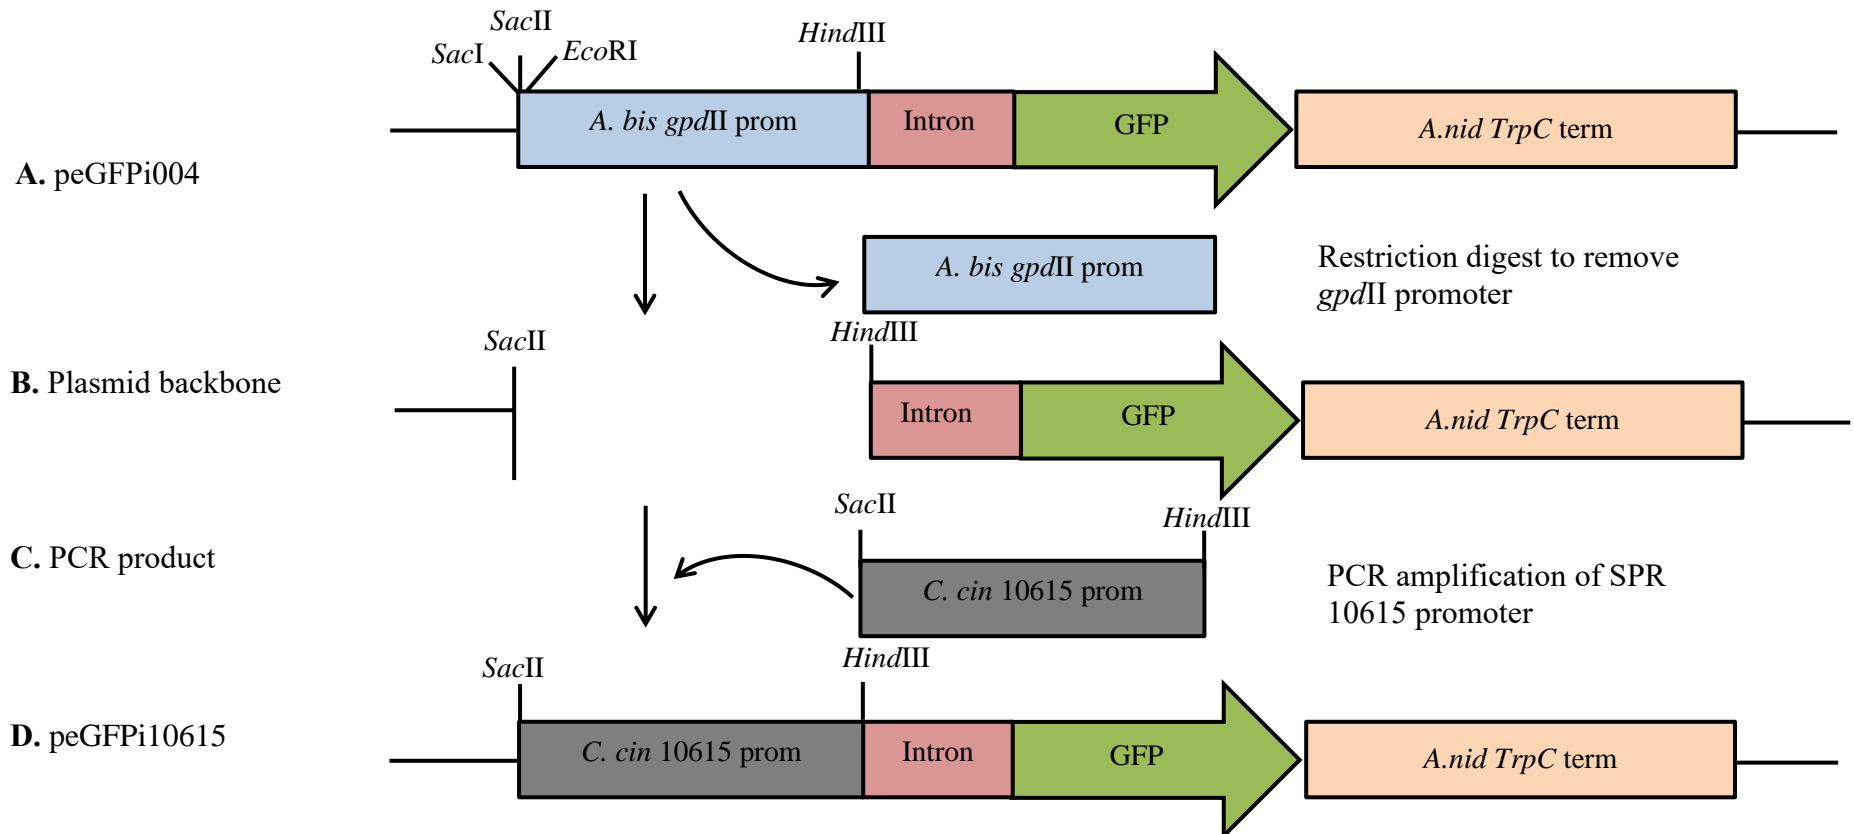 SacII
SacI
EcoRI
HindIII
A. bis gpdII prom
Intron
GFP
A.nid TrpC term
A. peGFPi004
A. bis gpdII prom
Restriction digest to remove
gpdII promoter
SacII
HindIII
B. Plasmid backbone
Intron
GFP
A.nid TrpC term
SacII
HindIII
C. PCR product
C. cin 10615 prom
PCR amplification of SPR
10615 promoter
SacII
HindIII
D. peGFPi10615
C. cin 10615 prom
Intron
GFP
A.nid TrpC term